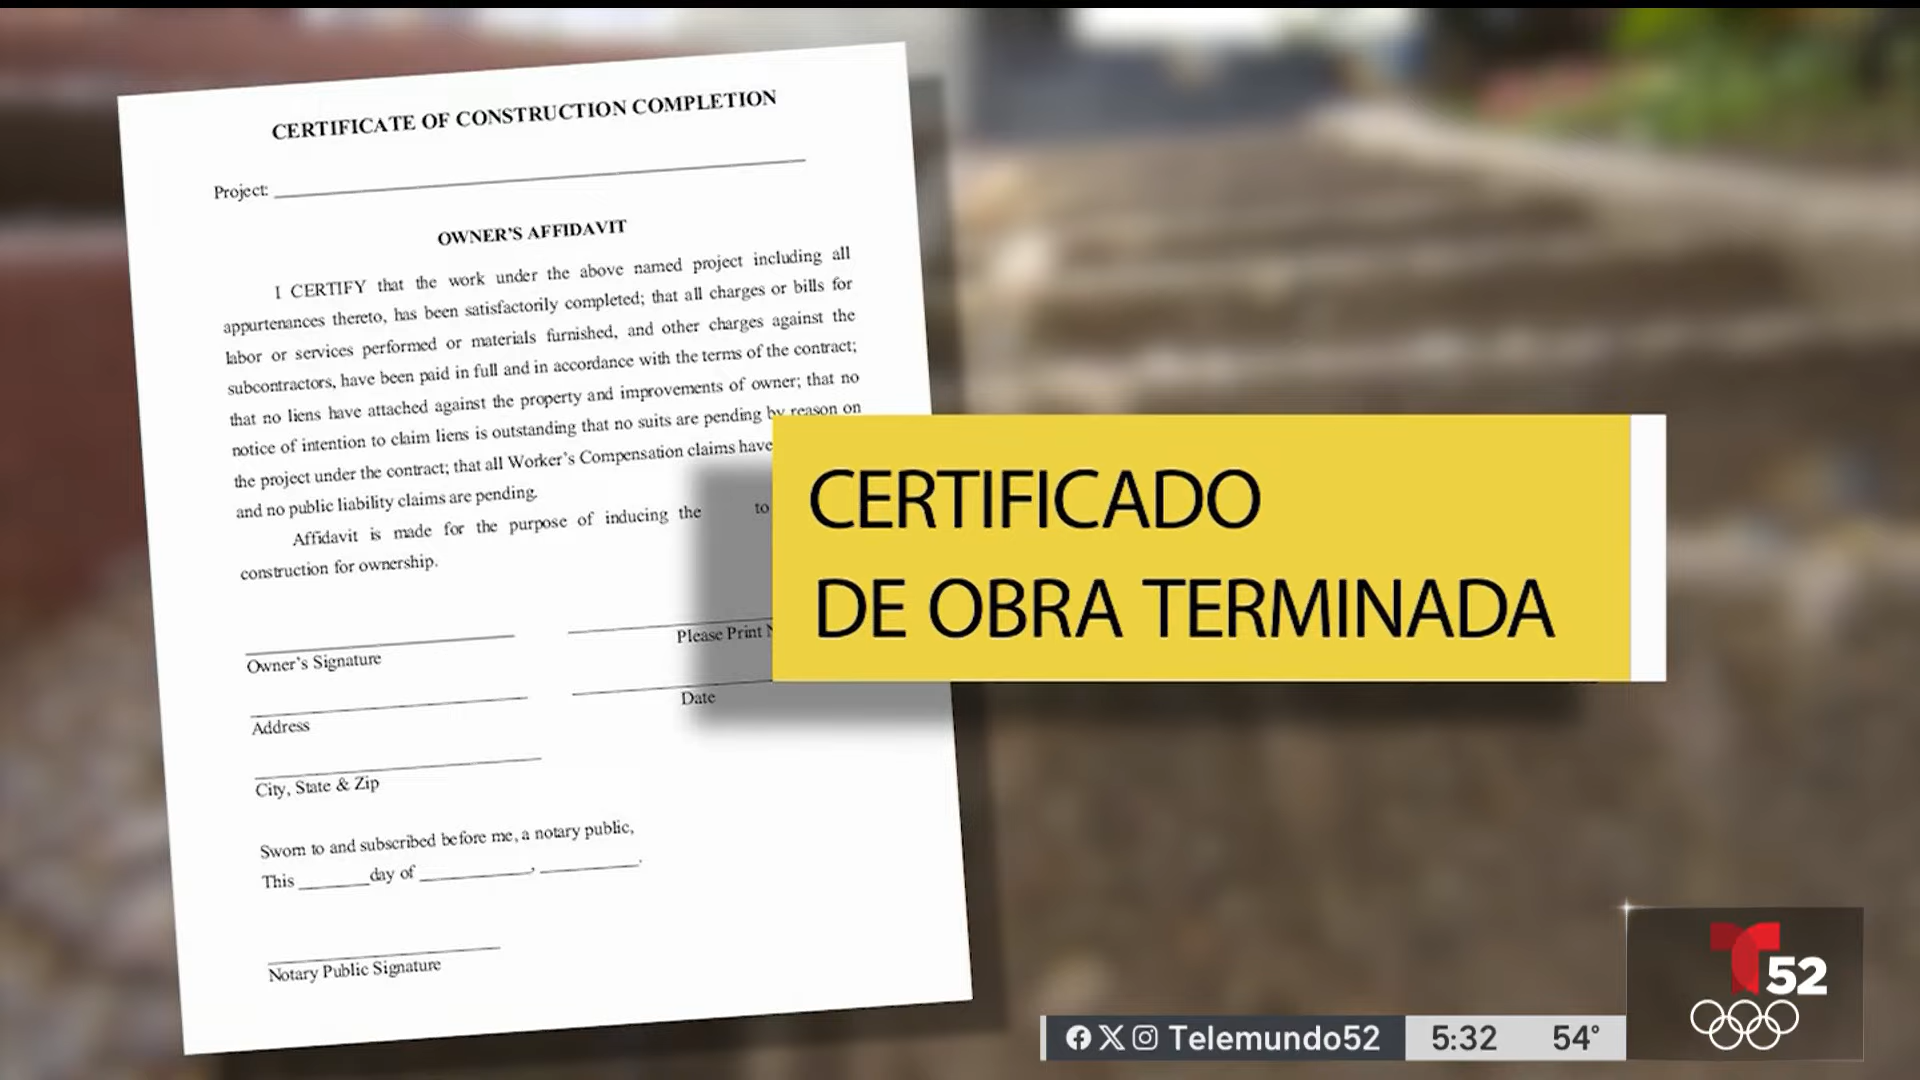 CERTIFICATE OF CONSTRUCTION COMPLETION
Project:
OWNER'S AFFIDAVIT
I CERTIFY that the work under the above named project including all
appurtenances thereto, has been satisfactorily completed; that all charges or bills for
labor or services performed or materials furnished, and other charges against the
subcontractors, have been paid in full and in accordance with the terms of the contract;
that no liens have attached against the property and improvements of owner; that no
notice of intention to claim liens is outstanding that no suits are pending by reason on
the project under the contract; that all Worker's Compensation claims have
and no public liability claims are pending.
Affidavit is made for the purpose of inducing the to
construction for ownership.
Please Print
Owner's Signature
Date
Address
City, State & Zip
Sworn to and subscribed before me, a notary public,
This ________day of _____________, ___________.
Notary Public Signature
CERTIFICADO
DE OBRA TERMINADA
T 52
Telemundo52 5:32 54°